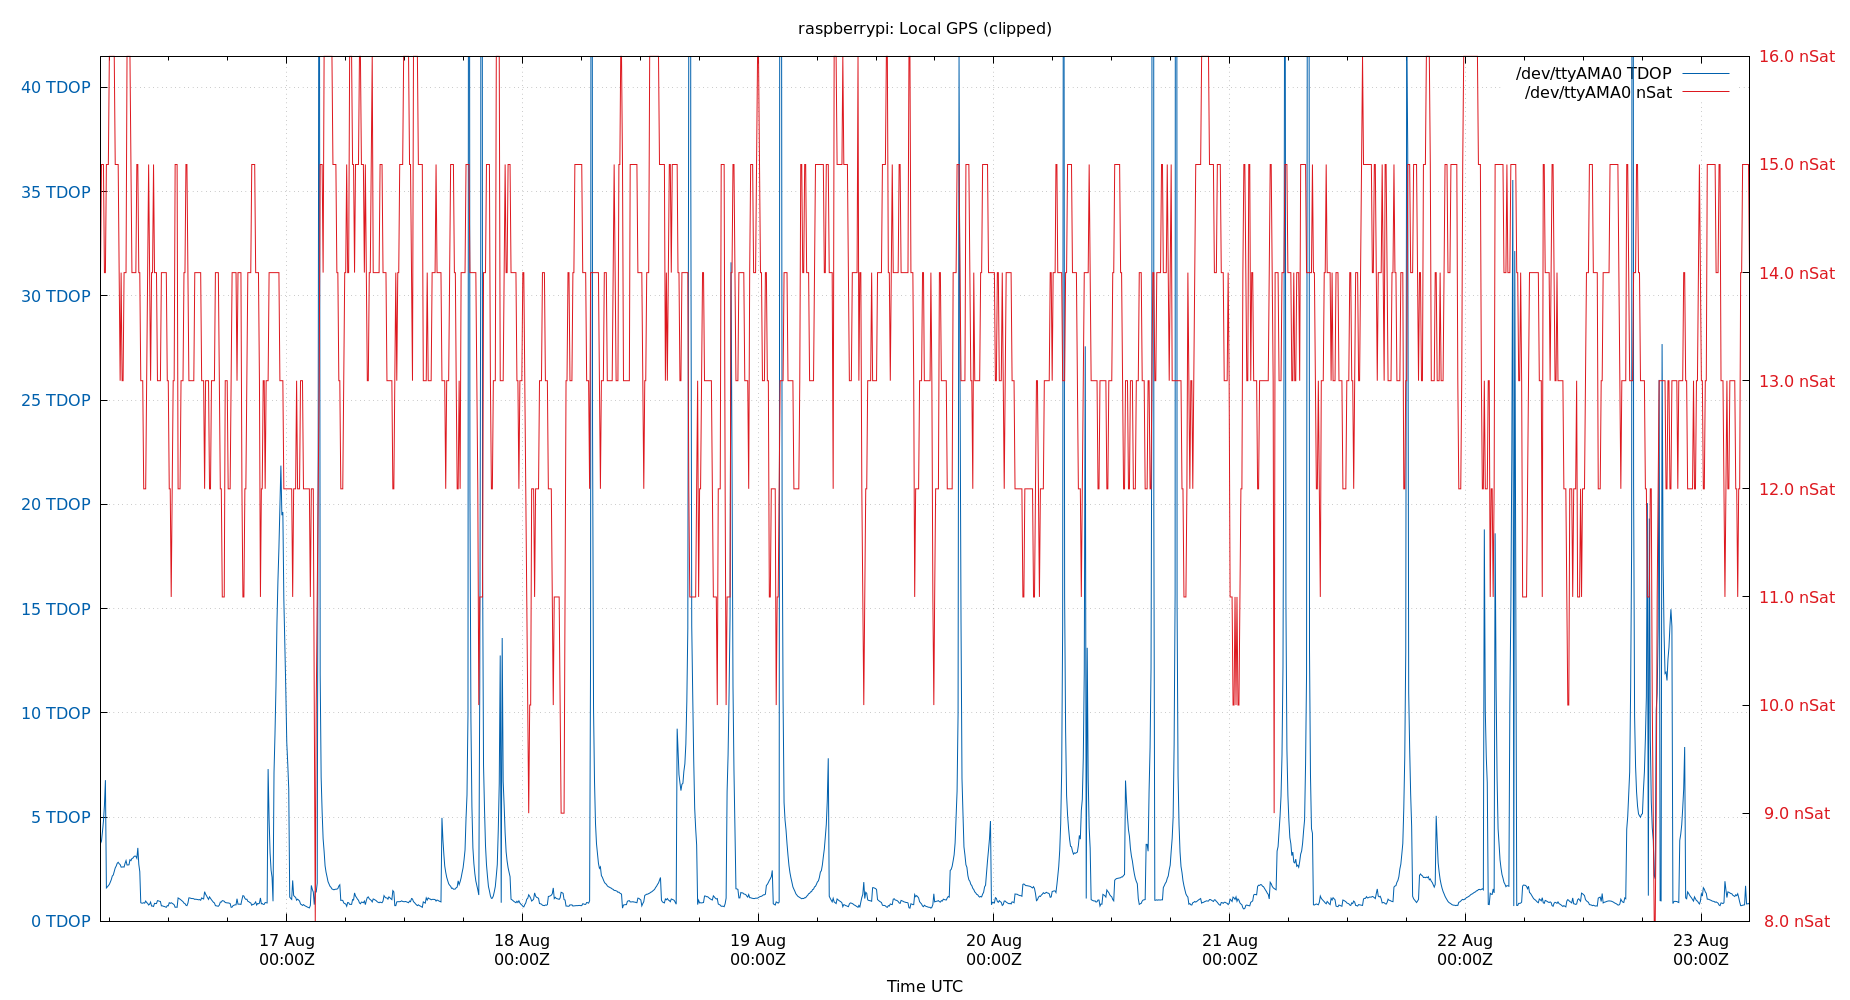 raspberrypi: Local GPS (clipped)
/dev/ttyAMA0 TDOP
/dev/ttyAMA0 nSat
40 TDOP
35 TDOP
30 TDOP
25 TDOP
20 TDOP
15 TDOP
10 TDOP
5 TDOP
0 TDOP
16.0 nSat
15.0 nSat
14.0 nSat
13.0 nSat
12.0 nSat
11.0 nSat
10.0 nSat
9.0 nSat
8.0 nSat
17 Aug
00:00Z
18 Aug
00:00Z
19 Aug
00:00Z
20 Aug
00:00Z
21 Aug
00:00Z
22 Aug
00:00Z
23 Aug
00:00Z
Time UTC